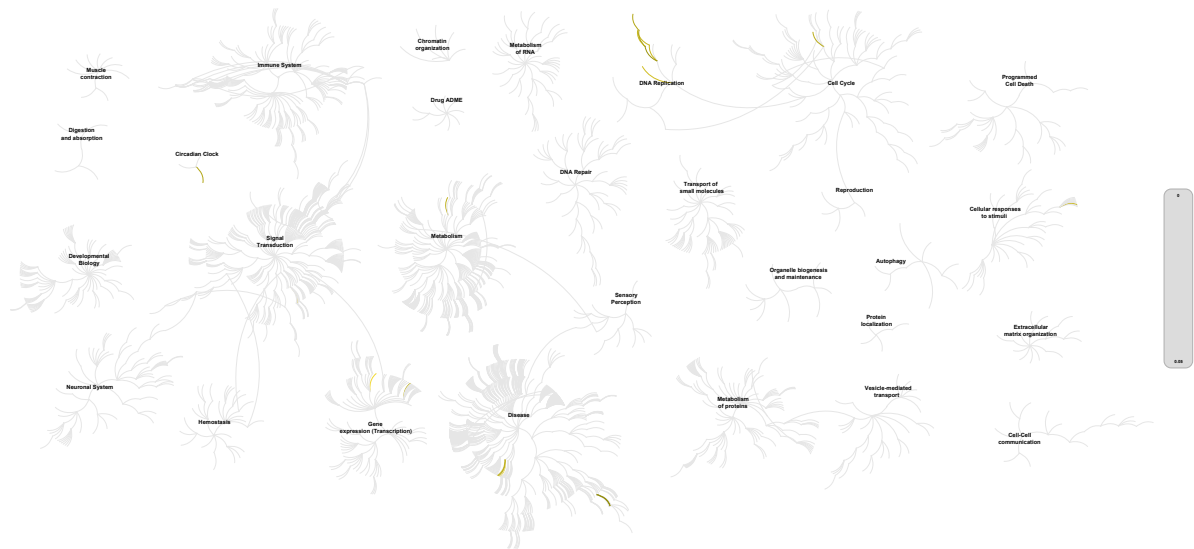 Muscle
contraction
Immune System
Chromatin
organization
Metabolism
of RNA
DNA Replication
Cell Cycle
Programmed
Cell Death
Drug ADME
Digestion
and absorption
Circadian Clock
DNA Repair
Transport of
small molecules
Reproduction
Cellular responses
to stimuli
0
Signal
Transduction
Metabolism
Developmental
Biology
Organelle biogenesis
and maintenance
Autophagy
Sensory
Perception
Protein
localization
Extracellular
matrix organization
0.05
Neuronal System
Hemostasis
Gene
expression (Transcription)
Disease
Metabolism
of proteins
Vesicle-mediated
transport
Cell-Cell
communication